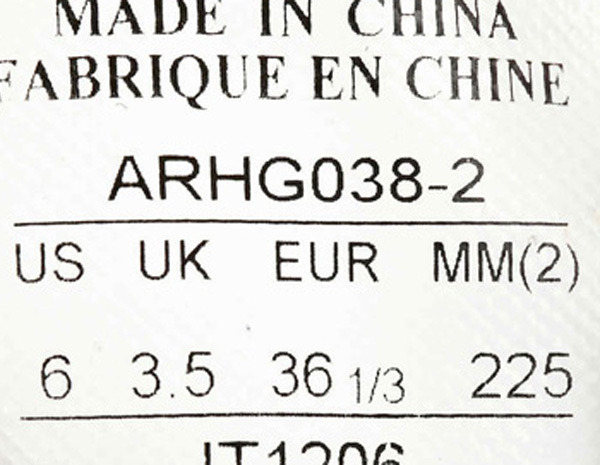 MADE IN CHINA
FABRIQUE EN CHINE
ARHG038-2
US UK EUR MM(2)
6 3.5 36 1/3 225